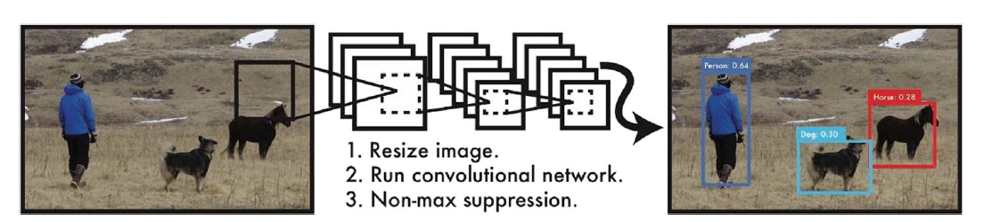 1. Resize image.
2. Run convolutional network.
3. Non-max suppression.
Person: 0.64
Horse: 0.28
Dog: 0.30